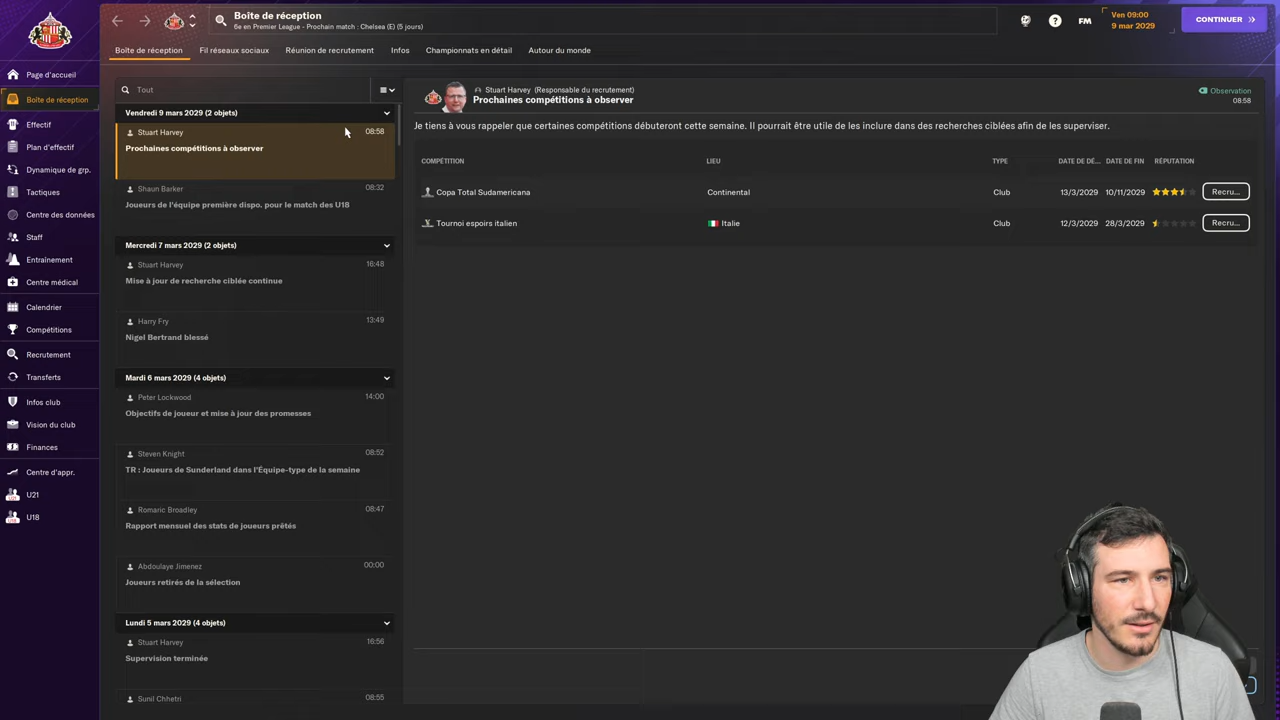 Boîte de réception
6e en Premier League - Prochain match : Chelsea (E) (5 jours)
FM
Ven 09:00
9 mar 2029
CONTINUER
Boîte de réception
Fil réseaux sociaux
Réunion de recrutement
Infos
Championnats en détail
Autour du monde
Page d'accueil
Boîte de réception
Effectif
Plan d'effectif
Dynamique de grp.
Tactiques
Centre des données
Staff
Entraînement
Centre médical
Calendrier
Compétitions
Recrutement
Transferts
Infos club
Vision du club
Finances
Centre d'appr.
U21
U18
Tout
Vendredi 9 mars 2029 (2 objets)
Stuart Harvey 08:58
Prochaines compétitions à observer
Shaun Barker 08:32
Joueurs de l'équipe première dispo. pour le match des U18
Mercredi 7 mars 2029 (2 objets)
Stuart Harvey 16:48
Mise à jour de recherche ciblée continue
Harry Fry 13:49
Nigel Bertrand blessé
Mardi 6 mars 2029 (4 objets)
Peter Lockwood 14:00
Objectifs de joueur et mise à jour des promesses
Steven Knight 08:52
TR : Joueurs de Sunderland dans l'Équipe-type de la semaine
Romaric Broadley 08:47
Rapport mensuel des stats de joueurs prêtés
Abdoulaye Jimenez 00:00
Joueurs retirés de la sélection
Lundi 5 mars 2029 (4 objets)
Stuart Harvey 16:56
Supervision terminée
Sunil Chhetri 08:55
Stuart Harvey (Responsable du recrutement)
Prochaines compétitions à observer
Observation
08:58
Je tiens à vous rappeler que certaines compétitions débuteront cette semaine. Il pourrait être utile de les inclure dans des recherches ciblées afin de les superviser.
COMPÉTITION LIEU TYPE DATE DE DÉ... DATE DE FIN RÉPUTATION
Copa Total Sudamericana Continental Club 13/3/2029 10/11/2029 Recru...
Tournoi espoirs italien Italie Club 12/3/2029 28/3/2029 Recru...